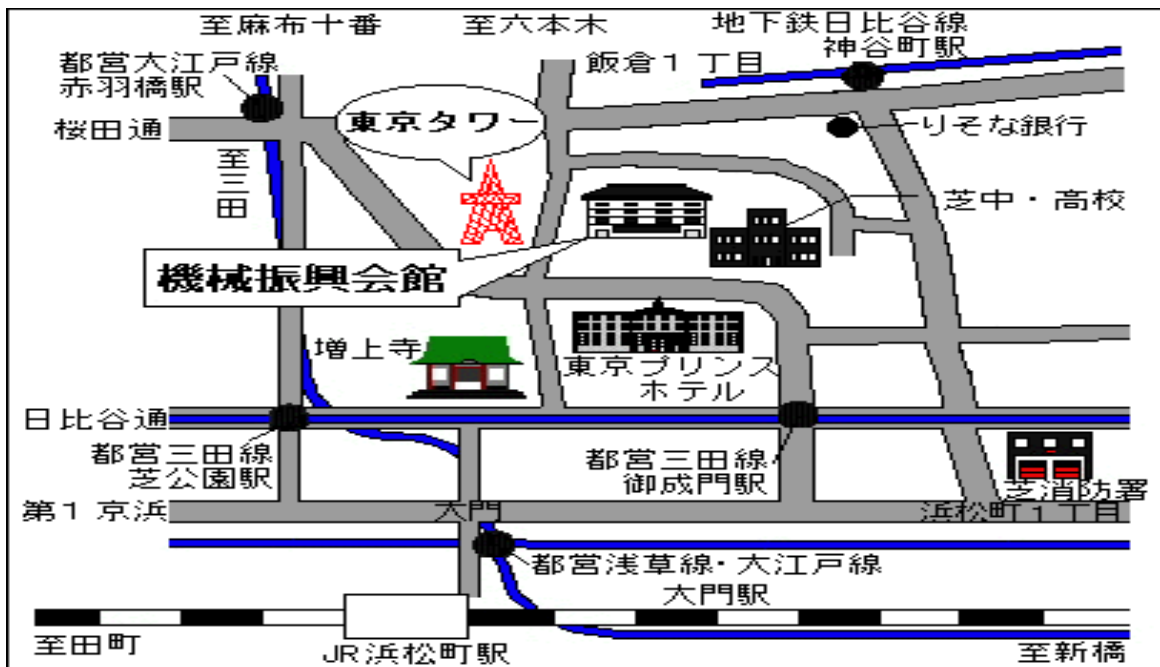 至麻布十番
至六本木
地下鉄日比谷線
神谷町駅
都営大江戸線
赤羽橋駅
飯倉1丁目
桜田通
東京タワー
りそな銀行
至三田
芝中・高校
機械振興会館
増上寺
東京プリンス
ホテル
日比谷通
都営三田線
芝公園駅
都営三田線
御成門駅
芝消防署
第1京浜
大門
浜松町1丁目
都営浅草線・大江戸線
大門駅
至田町
JR浜松町駅
至新橋